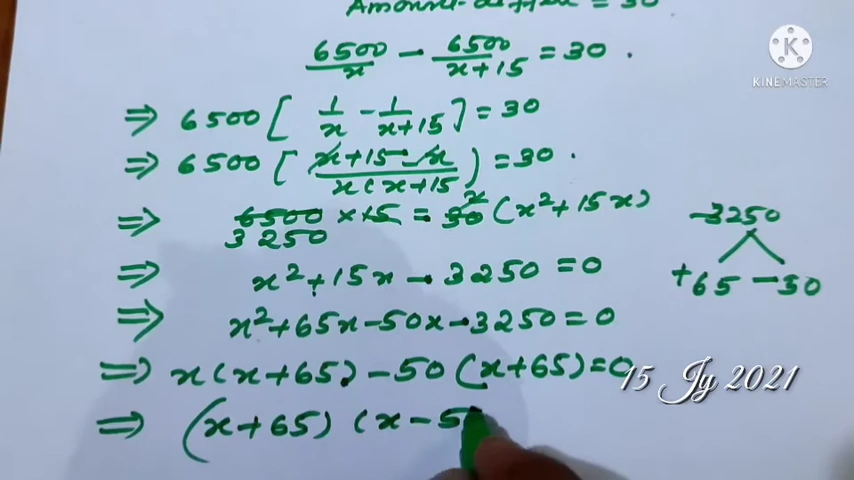 = 30
6500/x - 6500/x+15 = 30 .
KINEMASTER
⇒ 6500 [ 1/x - 1/x+15 ] = 30
⇒ 6500 [ x+15-x / x(x+15) ) = 30 .
⇒ 6500 × 15 = 30 2 (x²+15x)
3250
-3250
+65 -50
⇒ x²+15x - 3250 = 0
⇒ x²+65x-50x-3250=0
⇒ x(x+65) - 50 (x+65)=0
15 Jy 2021
⇒ (x+65) (x-5